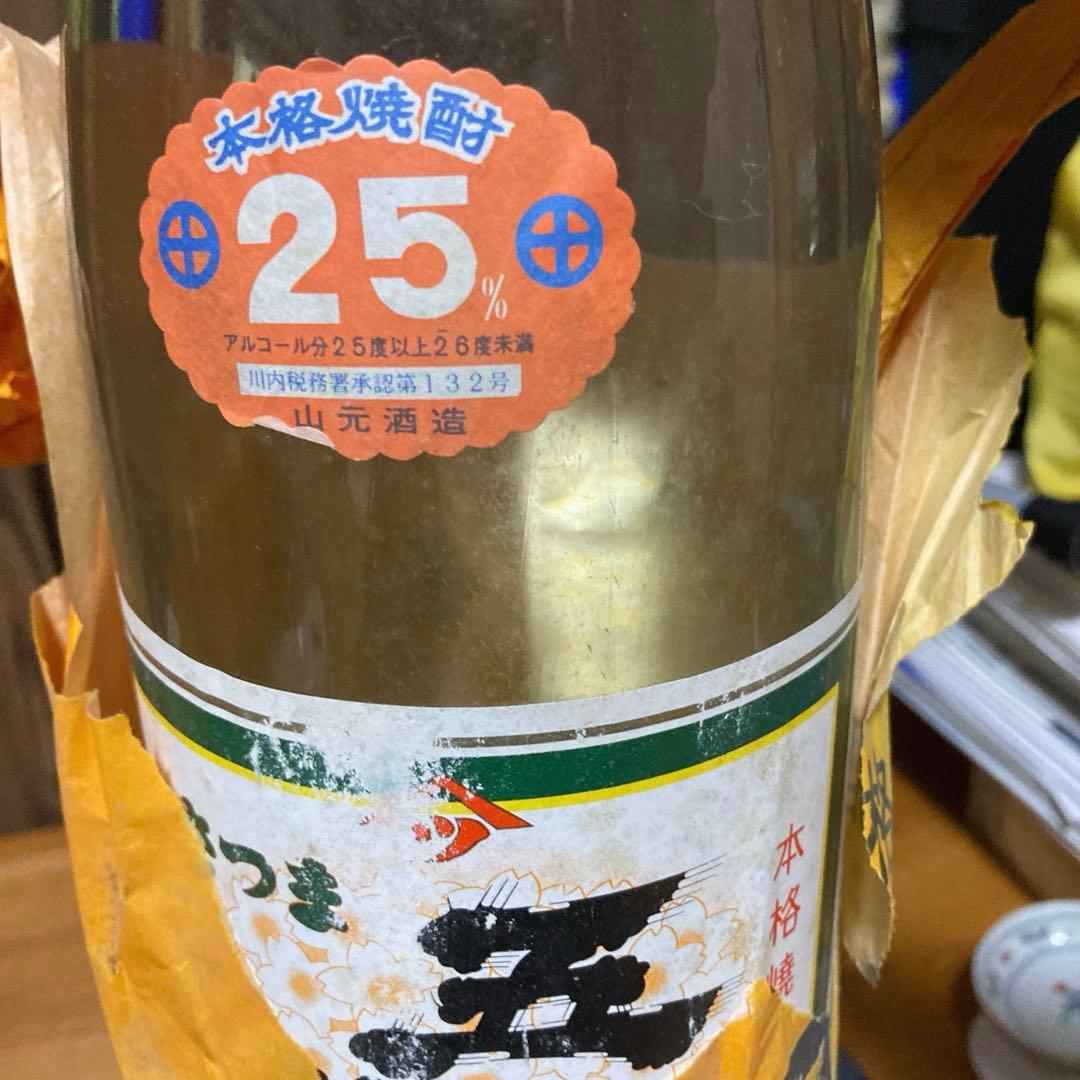 本格焼酎
25%
アルコール分25度以上26度未満
川内税務署承認第132号
山元酒造
さつま
五
本格焼